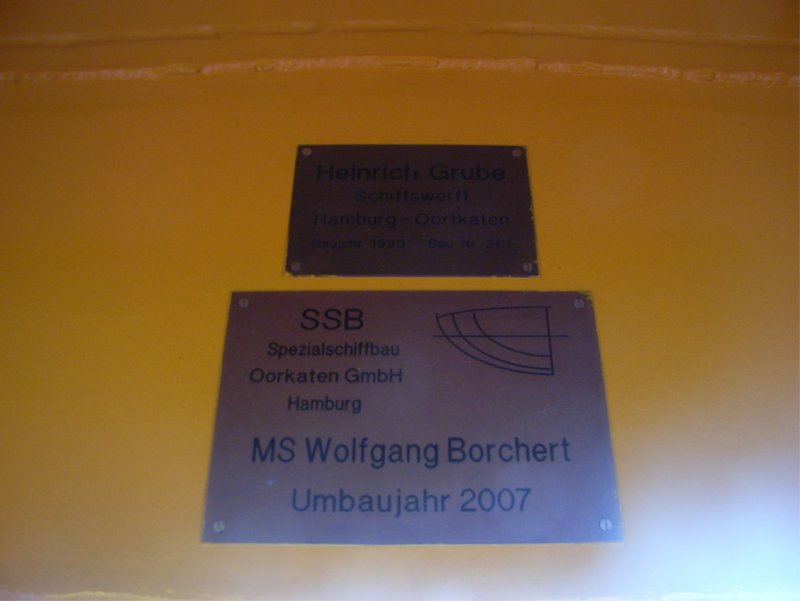 Heinrich Grube
Schiffswerft
Hamburg-Oortkaten
Baujahr 1993 Bau Nr. 261
SSB
Spezialschiffbau
Oorkaten GmbH
Hamburg
MS Wolfgang Borchert
Umbaujahr 2007